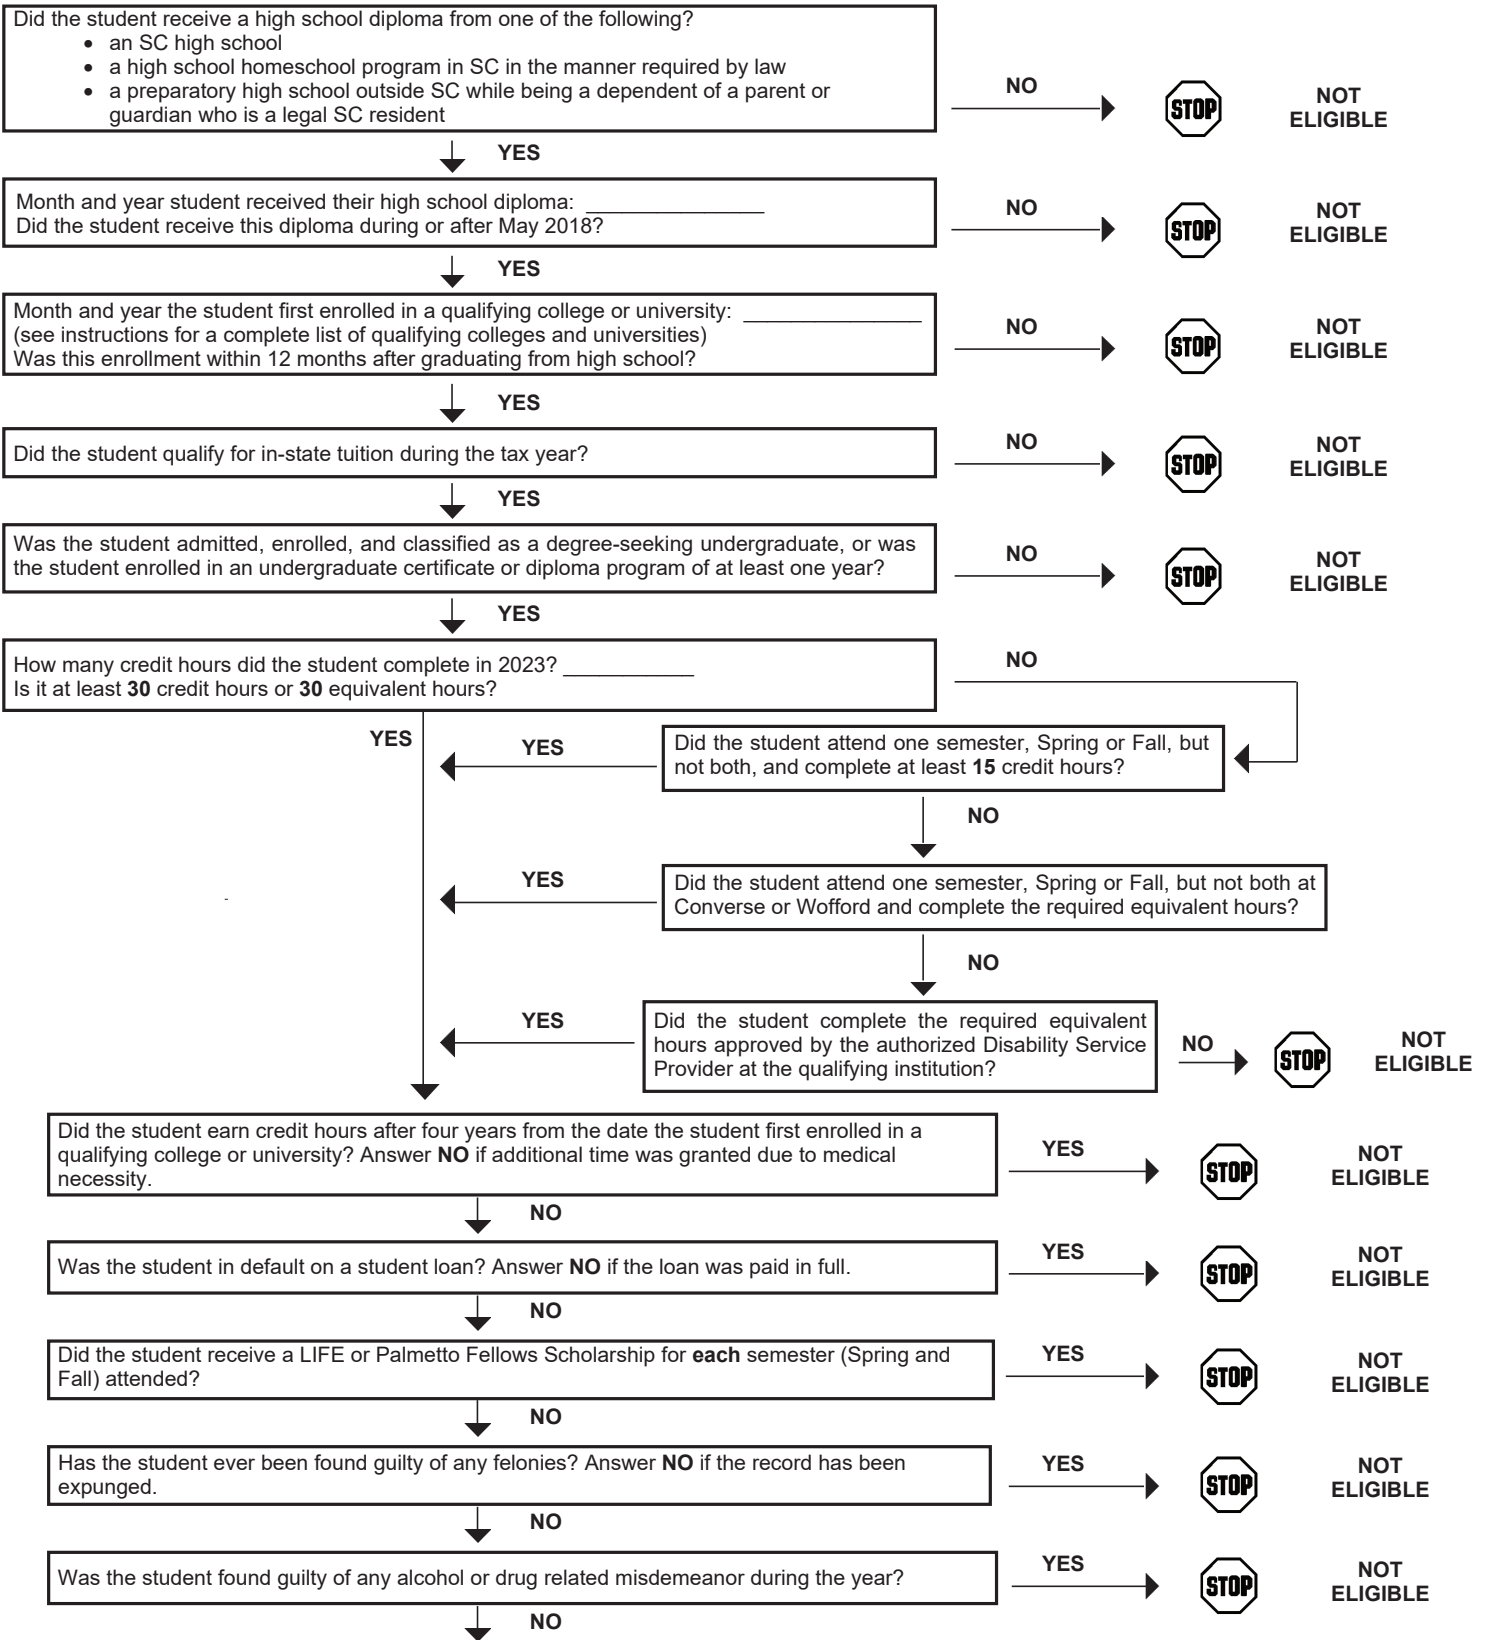 Did the student receive a high school diploma from one of the following?
• an SC high school
• a high school homeschool program in SC in the manner required by law
• a preparatory high school outside SC while being a dependent of a parent or
guardian who is a legal SC resident
NO
STOP
NOT
ELIGIBLE
YES
Month and year student received their high school diploma: _______________
Did the student receive this diploma during or after May 2018?
NO
STOP
NOT
ELIGIBLE
YES
Month and year the student first enrolled in a qualifying college or university: _______________
(see instructions for a complete list of qualifying colleges and universities)
Was this enrollment within 12 months after graduating from high school?
NO
STOP
NOT
ELIGIBLE
YES
Did the student qualify for in-state tuition during the tax year?
NO
STOP
NOT
ELIGIBLE
YES
Was the student admitted, enrolled, and classified as a degree-seeking undergraduate, or was
the student enrolled in an undergraduate certificate or diploma program of at least one year?
NO
STOP
NOT
ELIGIBLE
YES
How many credit hours did the student complete in 2023? ___________
Is it at least 30 credit hours or 30 equivalent hours?
NO
YES
Did the student attend one semester, Spring or Fall, but
not both, and complete at least 15 credit hours?
YES
NO
Did the student attend one semester, Spring or Fall, but not both at
Converse or Wofford and complete the required equivalent hours?
YES
NO
Did the student complete the required equivalent
hours approved by the authorized Disability Service
Provider at the qualifying institution?
YES
NO
STOP
NOT
ELIGIBLE
Did the student earn credit hours after four years from the date the student first enrolled in a
qualifying college or university? Answer NO if additional time was granted due to medical
necessity.
YES
STOP
NOT
ELIGIBLE
NO
Was the student in default on a student loan? Answer NO if the loan was paid in full.
YES
STOP
NOT
ELIGIBLE
NO
Did the student receive a LIFE or Palmetto Fellows Scholarship for each semester (Spring and
Fall) attended?
YES
STOP
NOT
ELIGIBLE
NO
Has the student ever been found guilty of any felonies? Answer NO if the record has been
expunged.
YES
STOP
NOT
ELIGIBLE
NO
Was the student found guilty of any alcohol or drug related misdemeanor during the year?
YES
STOP
NOT
ELIGIBLE
NO